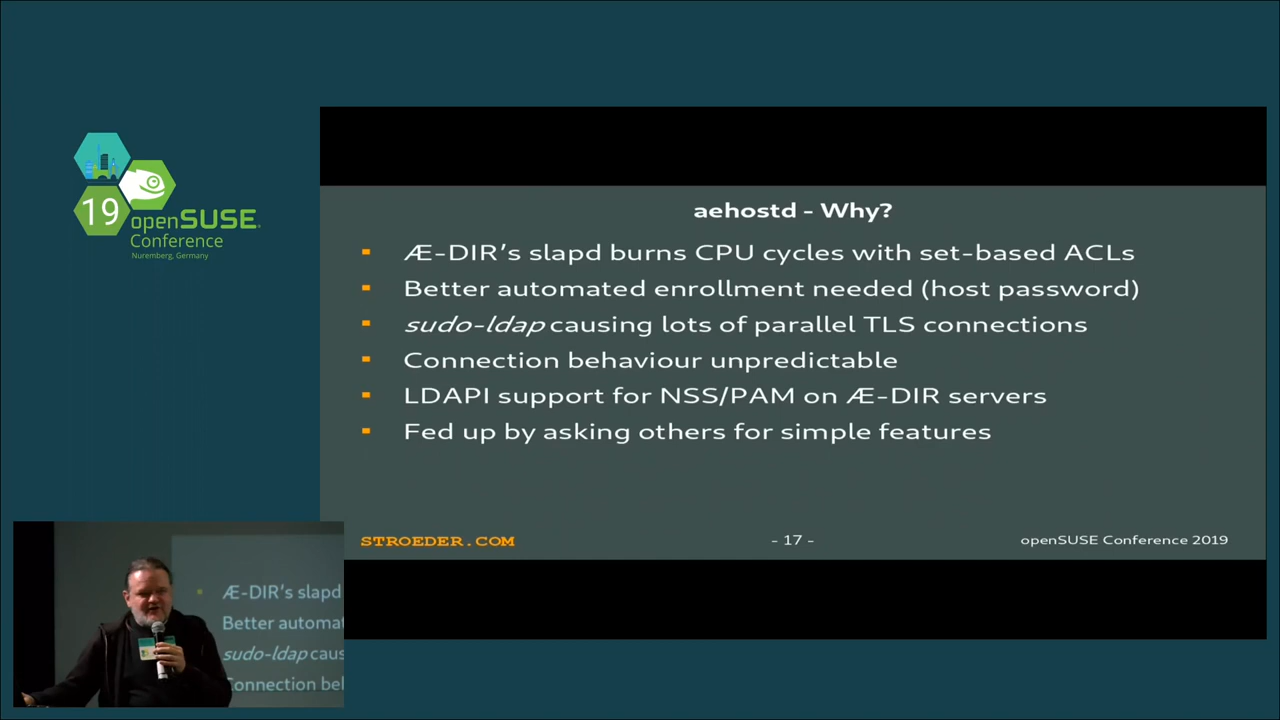 19
openSUSE
Conference
Nuremberg, Germany
aehostd - Why?
Æ-DIR's slapd burns CPU cycles with set-based ACLs
Better automated enrollment needed (host password)
sudo-ldap causing lots of parallel TLS connections
Connection behaviour unpredictable
LDAPI support for NSS/PAM on Æ-DIR servers
Fed up by asking others for simple features
STROEDER.COM
- 17 -
openSUSE Conference 2019
Æ-DIR's slapd
Better automat
sudo-ldap caus
Connection bel